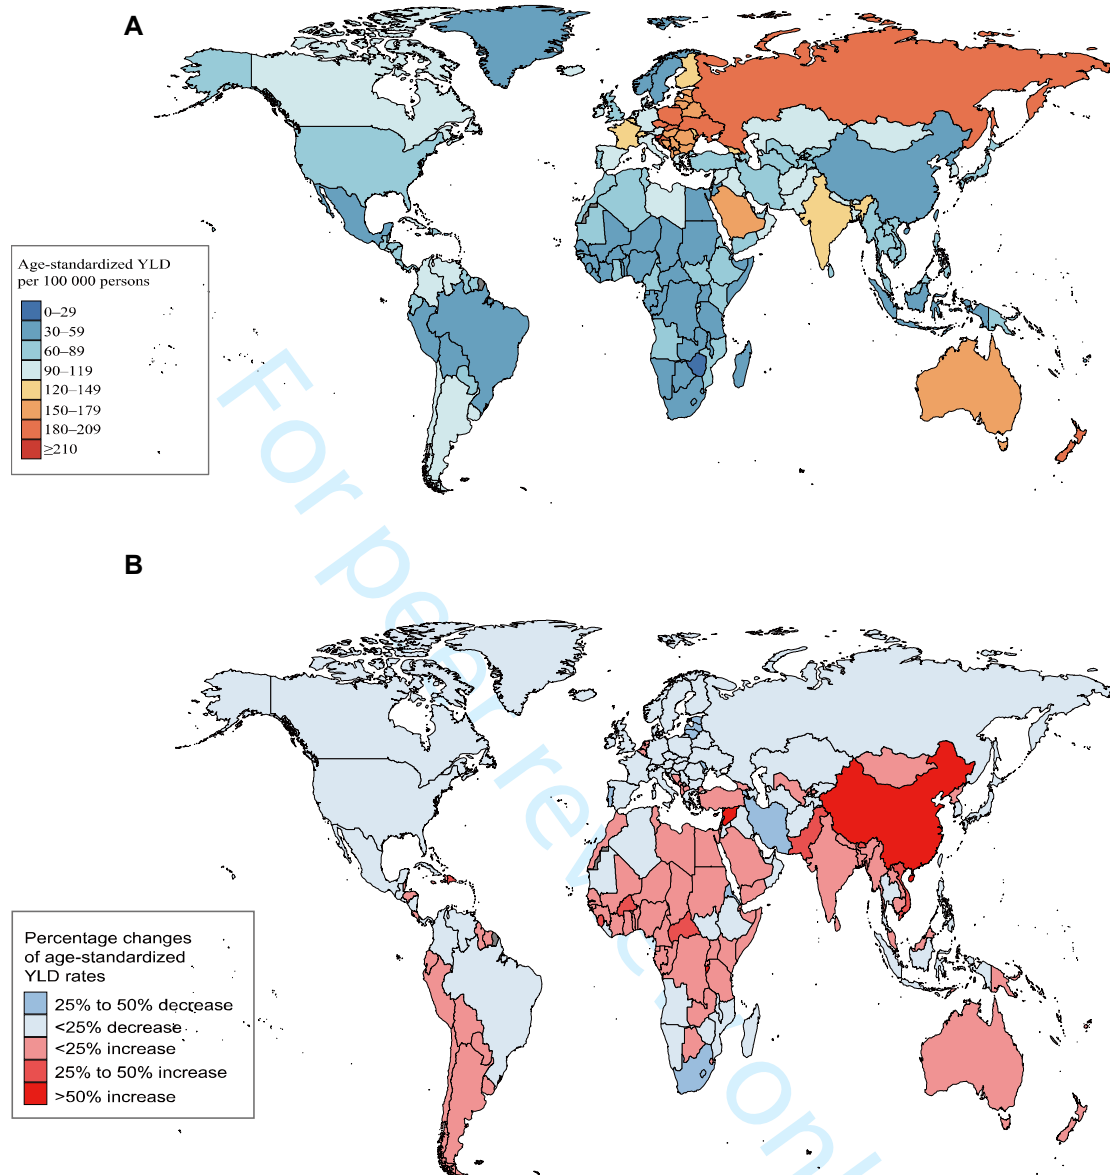 A
Age-standardized YLD
per 100 000 persons
0–29
30–59
60–89
90–119
120–149
150–179
180–209
≥210
B
Percentage changes
of age-standardized
YLD rates
25% to 50% decrease
<25% decrease
<25% increase
25% to 50% increase
>50% increase
For peer review only